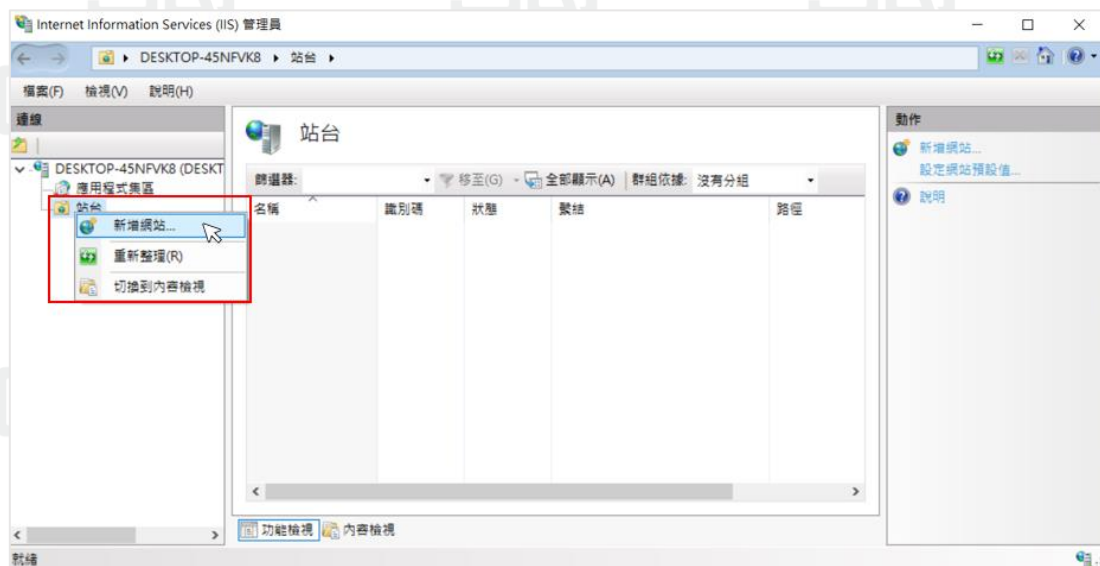 Internet Information Services (IIS) 管理員
DESKTOP-45NFVK8 站台
檔案(F) 檢視(V) 說明(H)
連線
DESKTOP-45NFVK8 (DESKT
應用程式集區
站台
新增網站...
重新整理(R)
切換到內容檢視
站台
篩選器: 移至(G) 全部顯示(A) 群組依據: 沒有分組
名稱 識別碼 狀態 繫結 路徑
功能檢視 內容檢視
動作
新增網站...
設定網站預設值...
說明
就緒